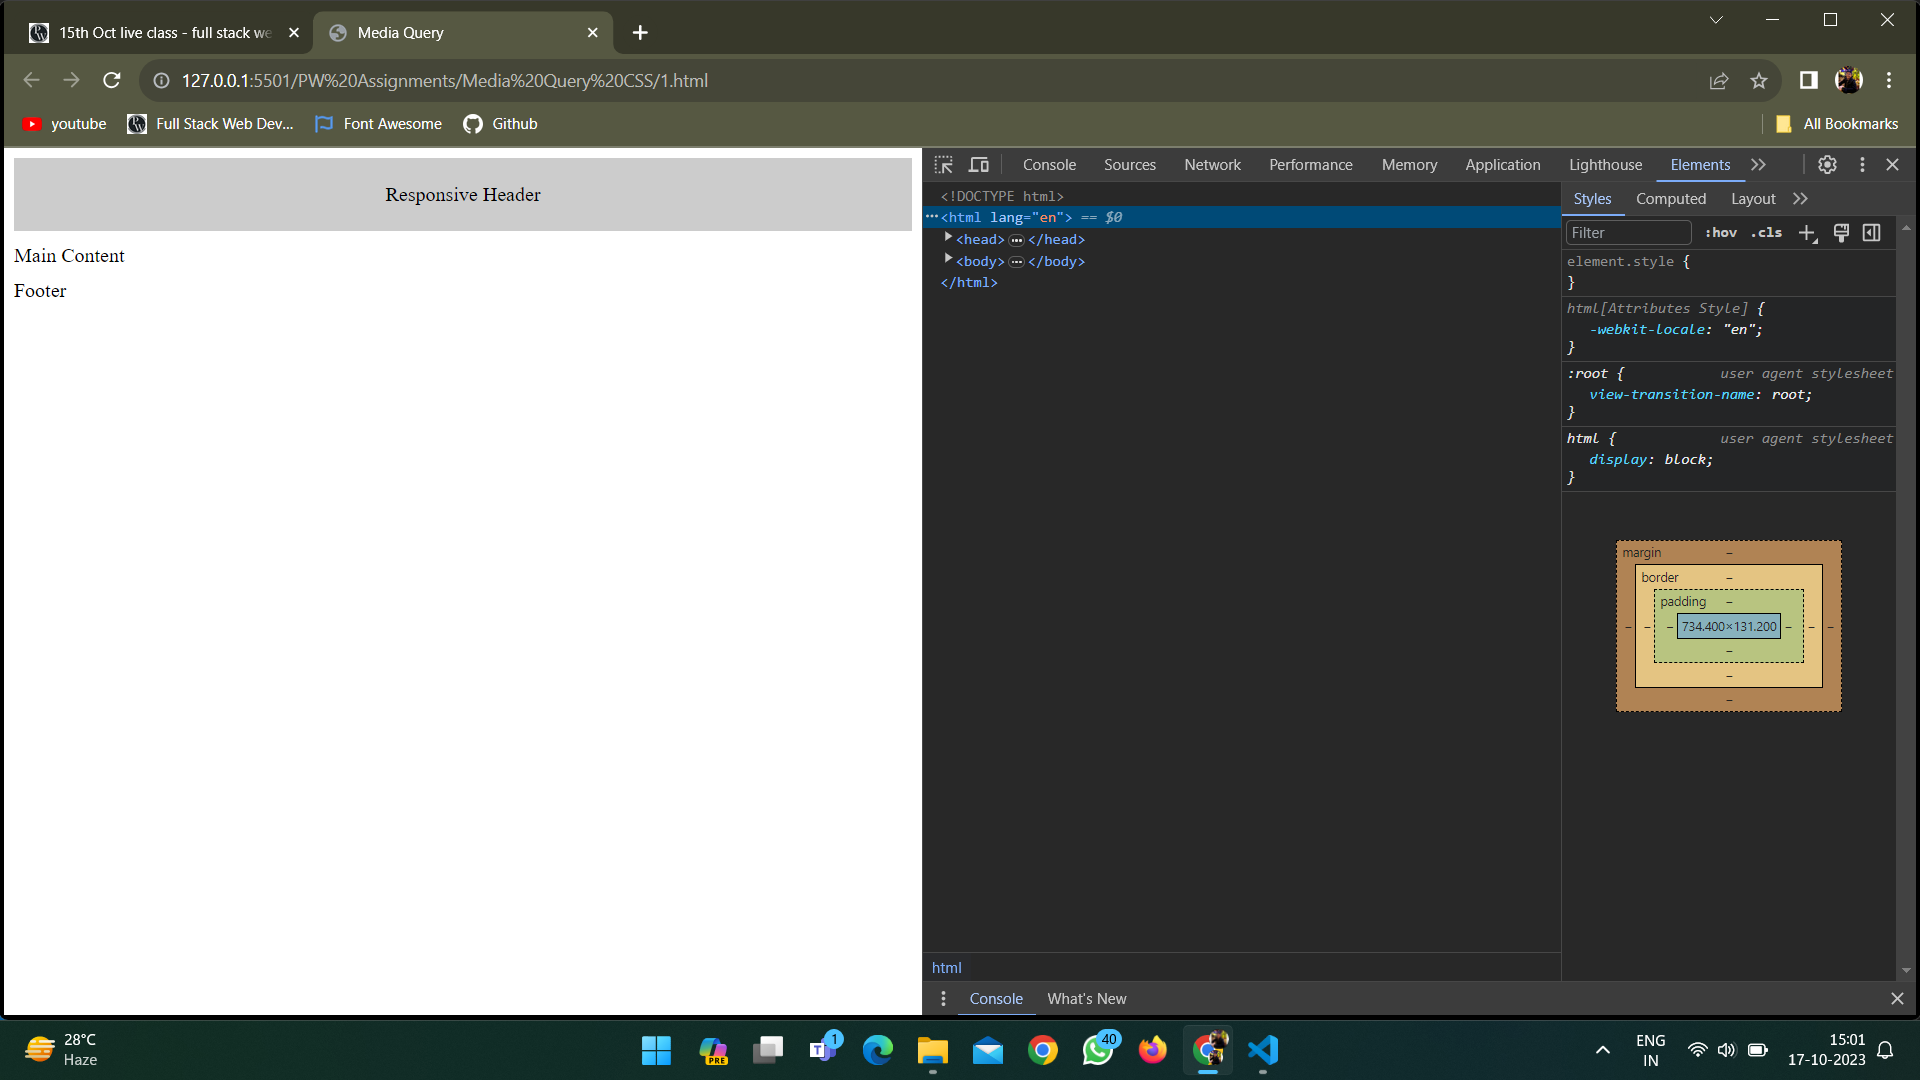 15th Oct live class - full stack we
Media Query
127.0.0.1:5501/PW%20Assignments/Media%20Query%20CSS/1.html
youtube
Full Stack Web Dev...
Font Awesome
Github
All Bookmarks
Responsive Header
Main Content
Footer
Console
Sources
Network
Performance
Memory
Application
Lighthouse
Elements
<!DOCTYPE html>
<html lang="en"> == $0
<head>…</head>
<body>…</body>
</html>
html
Styles
Computed
Layout
Filter
:hov
.cls
element.style {
}
html[Attributes Style] {
-webkit-locale: "en";
}
:root { user agent stylesheet
view-transition-name: root;
}
html { user agent stylesheet
display: block;
}
margin –
border –
padding –
– – – 734.400×131.200 – – –
–
–
–
Console
What's New
28°C
Haze
PRE
T
1
40
ENG
IN
15:01
17-10-2023